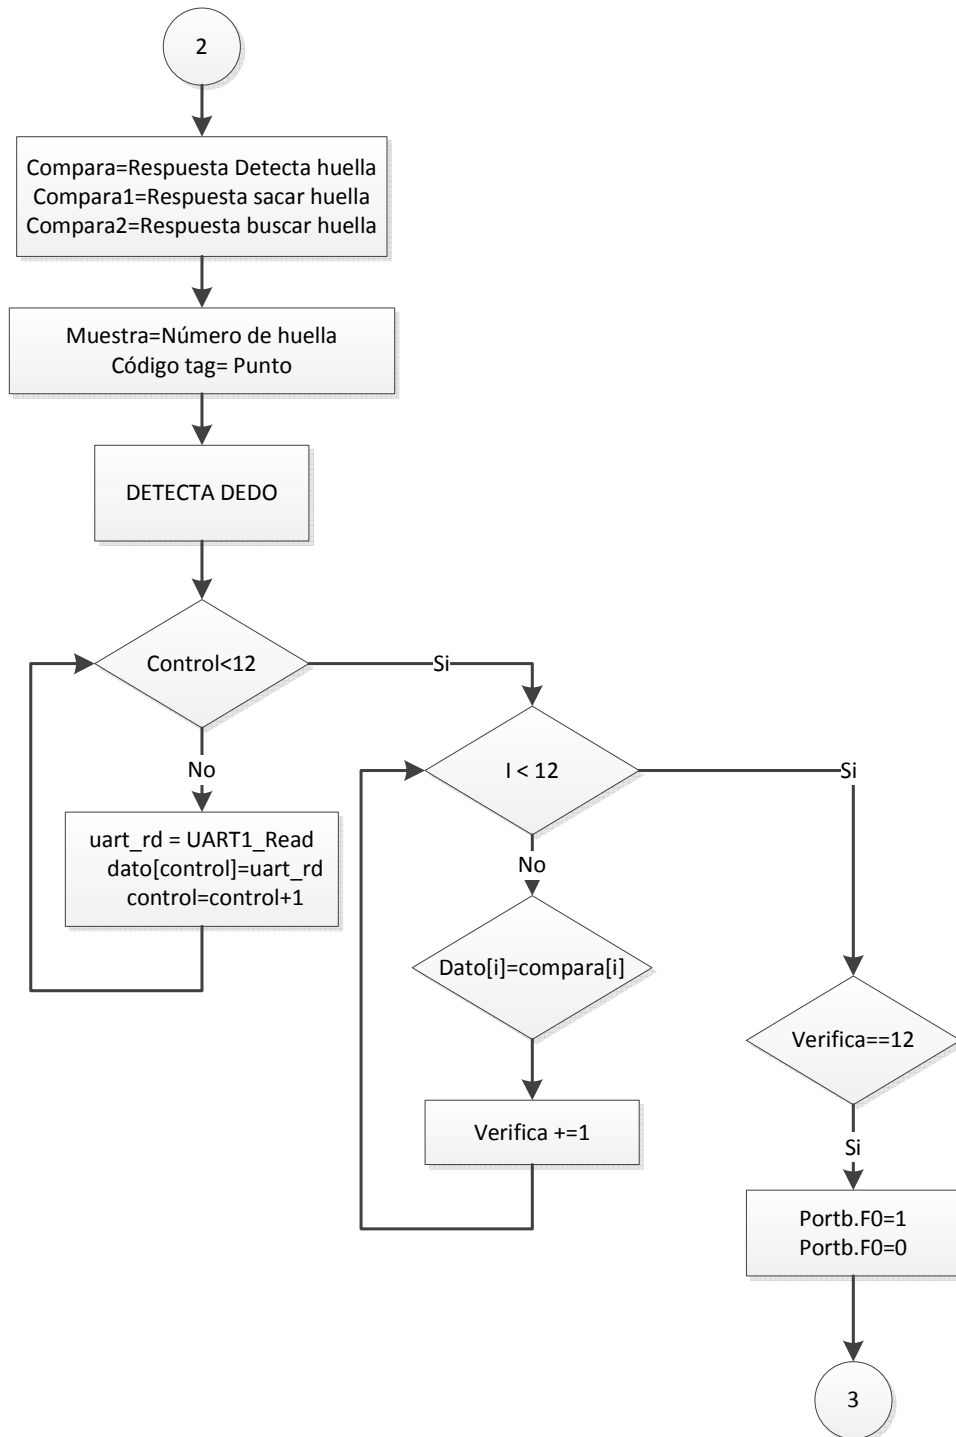 2
Compara=Respuesta Detecta huella
Compara1=Respuesta sacar huella
Compara2=Respuesta buscar huella
Muestra=Número de huella
Código tag= Punto
DETECTA DEDO
Control<12
Si
No
uart_rd = UART1_Read
dato[control]=uart_rd
control=control+1
I < 12
Si
No
Dato[i]=compara[i]
Verifica +=1
Verifica==12
Si
Portb.F0=1
Portb.F0=0
3